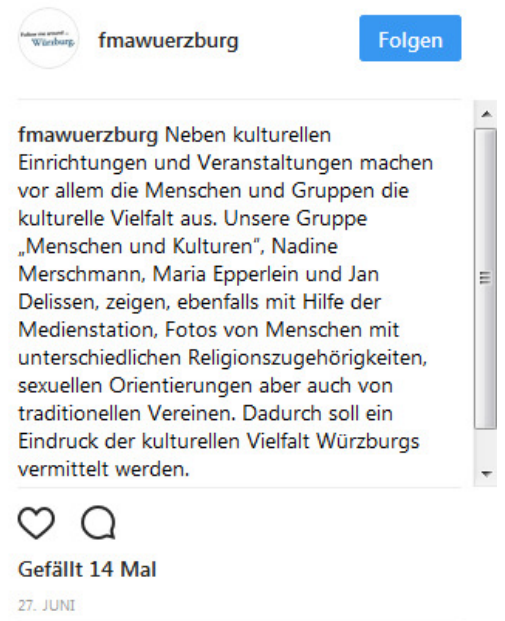 Follow me around ...
Würzburg.
fmawuerzburg
Folgen
fmawuerzburg Neben kulturellen
Einrichtungen und Veranstaltungen machen
vor allem die Menschen und Gruppen die
kulturelle Vielfalt aus. Unsere Gruppe
„Menschen und Kulturen“, Nadine
Merschmann, Maria Epperlein und Jan
Delissen, zeigen, ebenfalls mit Hilfe der
Medienstation, Fotos von Menschen mit
unterschiedlichen Religionszugehörigkeiten,
sexuellen Orientierungen aber auch von
traditionellen Vereinen. Dadurch soll ein
Eindruck der kulturellen Vielfalt Würzburgs
vermittelt werden.
Gefällt 14 Mal
27. JUNI